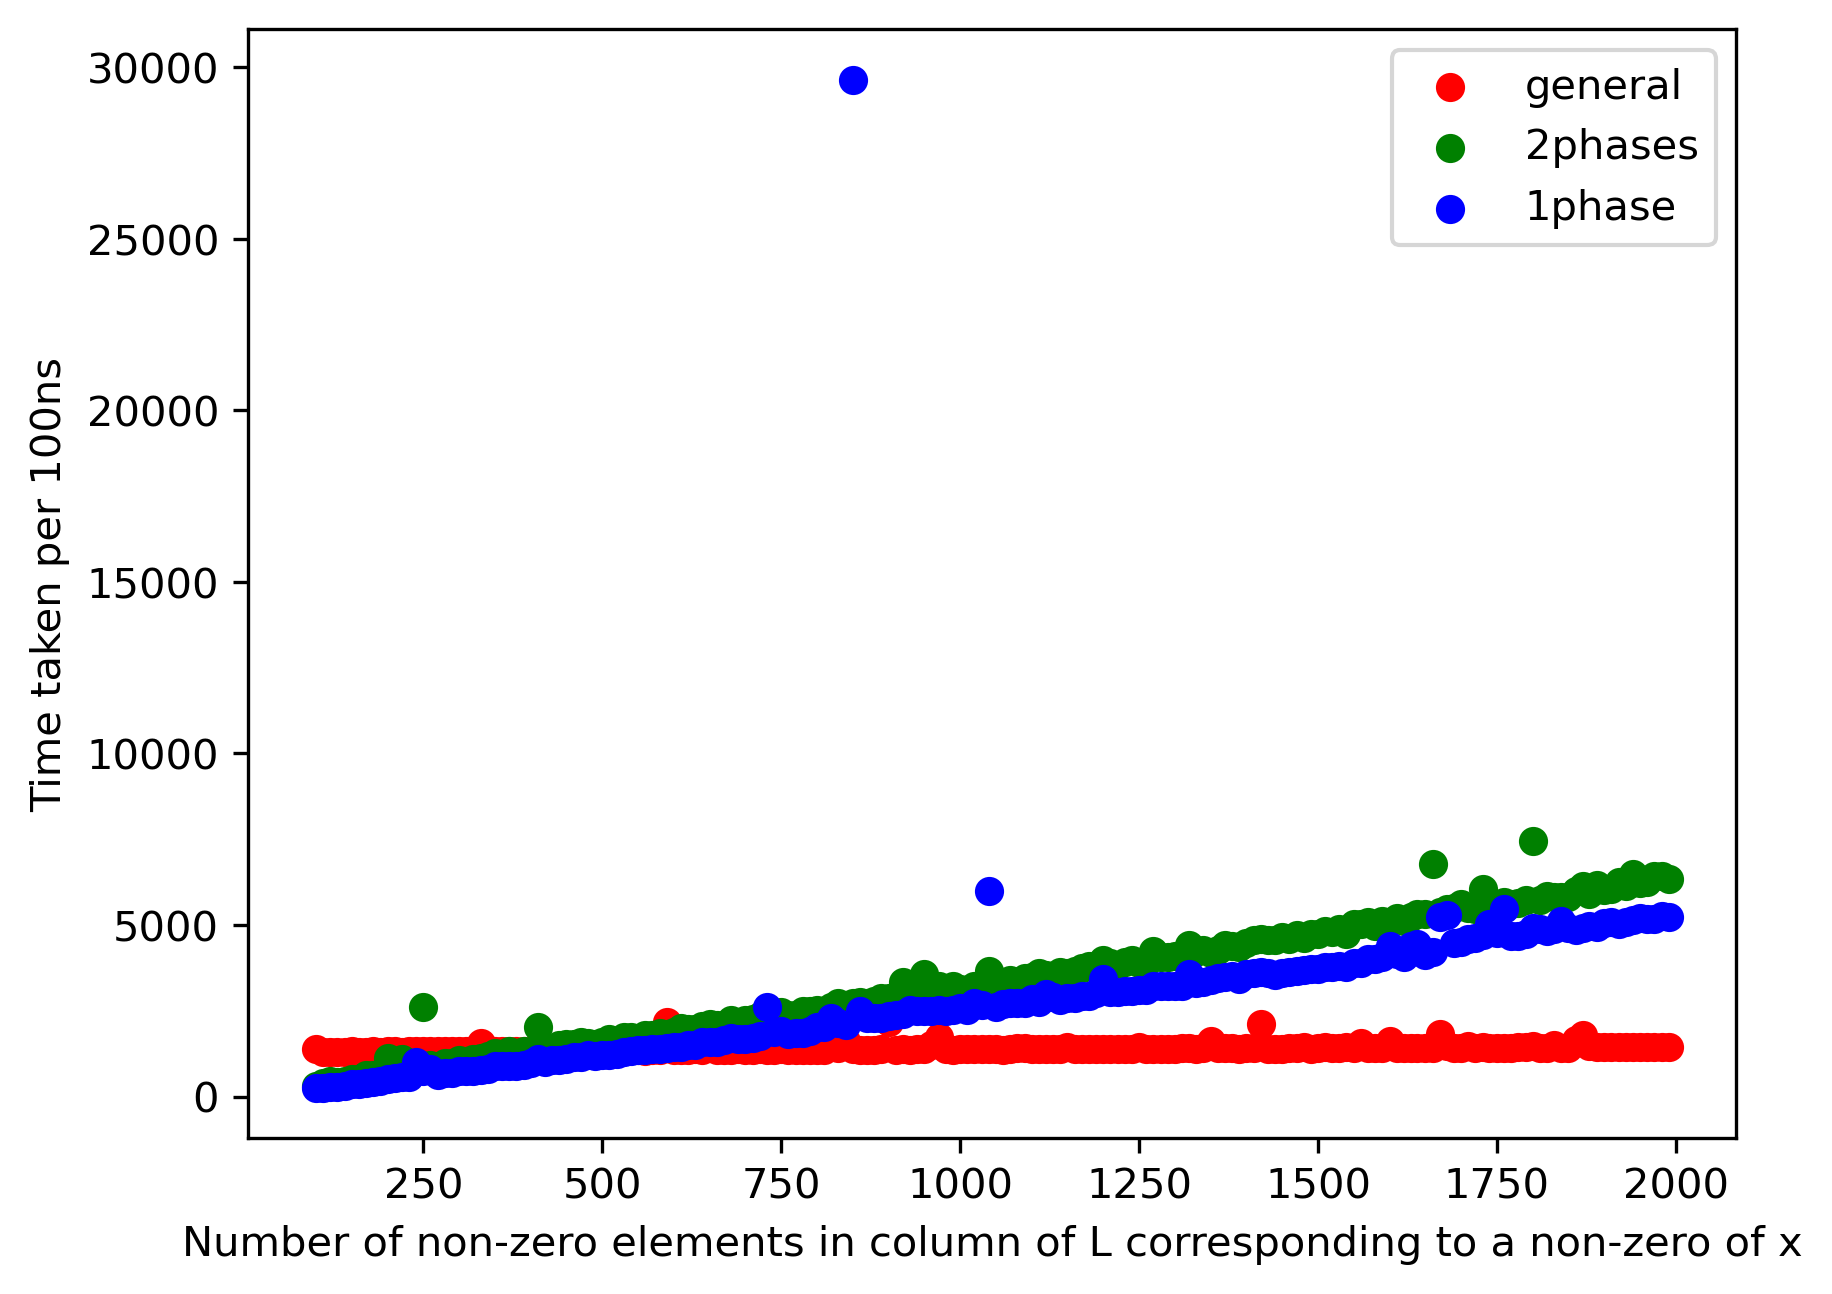 30000
25000
20000
15000
10000
5000
0
Time taken per 100ns
general
2phases
1phase
250 500 750 1000 1250 1500 1750 2000
Number of non-zero elements in column of L corresponding to a non-zero of x